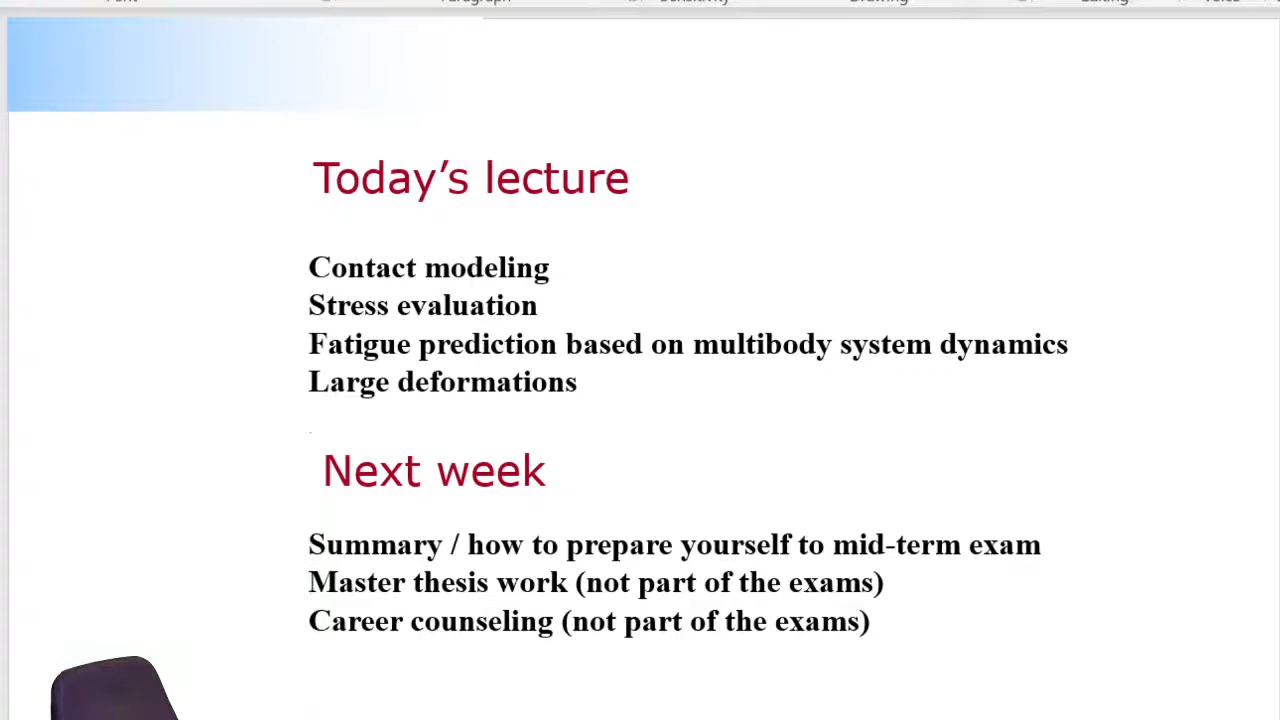 Today’s lecture
Contact modeling
Stress evaluation
Fatigue prediction based on multibody system dynamics
Large deformations
Next week
Summary / how to prepare yourself to mid-term exam
Master thesis work (not part of the exams)
Career counseling (not part of the exams)